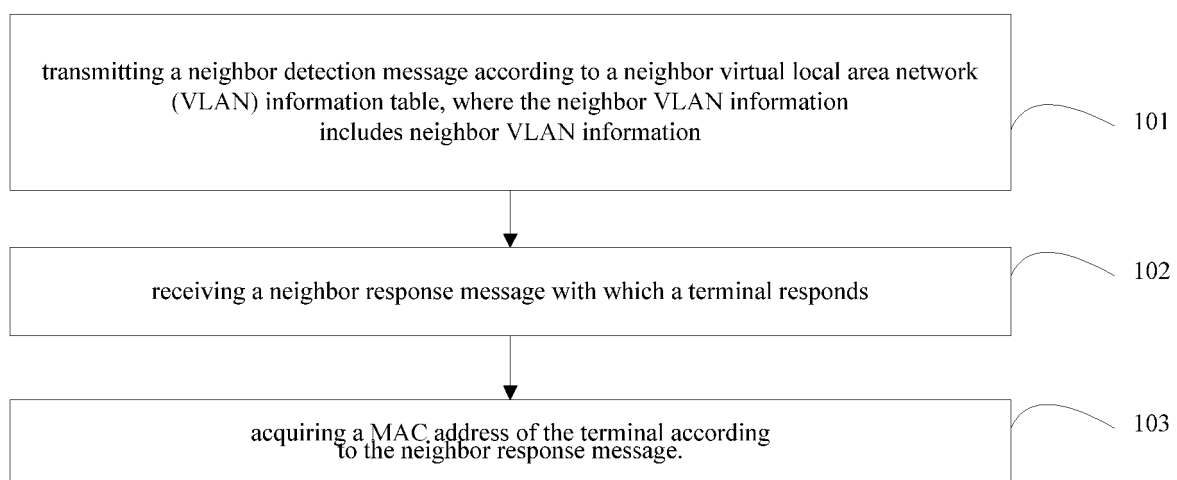 transmitting a neighbor detection message according to a neighbor virtual local area network
(VLAN) information table, where the neighbor VLAN information
includes neighbor VLAN information
101
receiving a neighbor response message with which a terminal responds
102
acquiring a MAC address of the terminal according
to the neighbor response message.
103